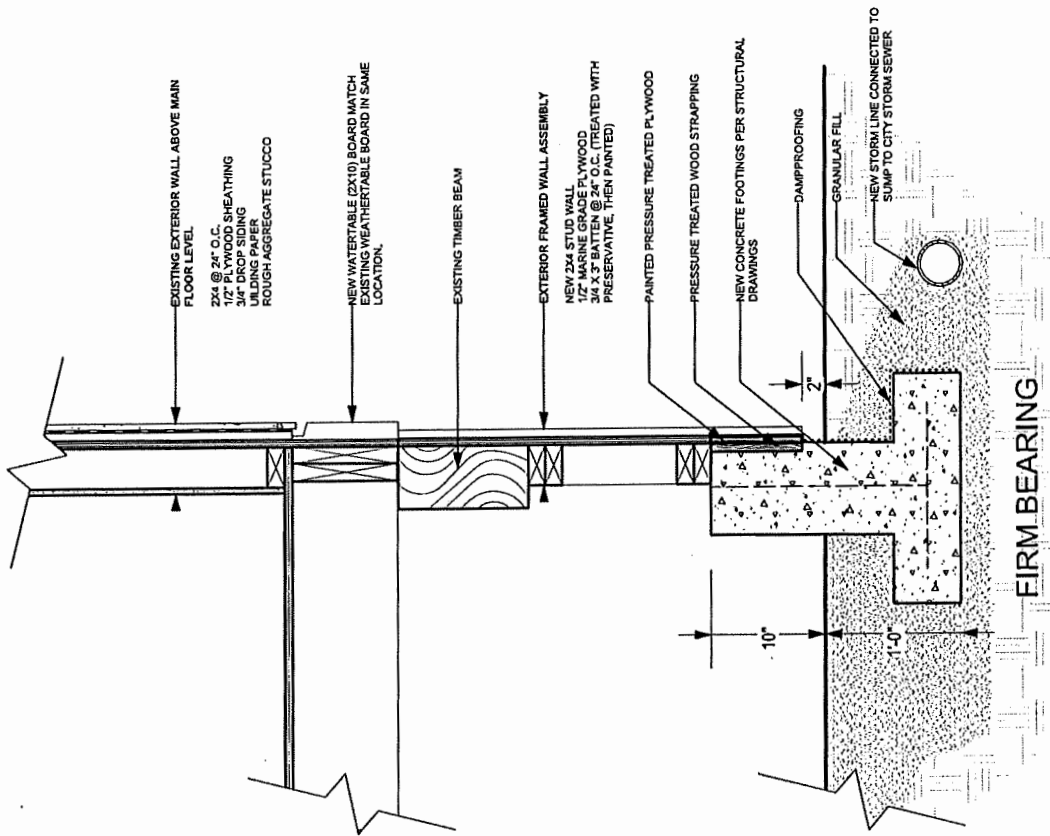 EXISTING EXTERIOR WALL ABOVE MAIN
FLOOR LEVEL
2X4 @ 24" O.C.
1/2" PLYWOOD SHEATHING
3/4" DROP SIDING
UILDING PAPER
ROUGH AGGREGATE STUCCO
NEW WATERTABLE (2X10) BOARD MATCH
EXISTING WEATHERTABLE BOARD IN SAME
LOCATION.
EXISTING TIMBER BEAM
EXTERIOR FRAMED WALL ASSEMBLY
NEW 2X4 STUD WALL
1/2" MARINE GRADE PLYWOOD
3/4 X 3" BATTEN @ 24" O.C. (TREATED WITH
PRESERVATIVE, THEN PAINTED)
PAINTED PRESSURE TREATED PLYWOOD
PRESSURE TREATED WOOD STRAPPING
NEW CONCRETE FOOTINGS PER STRUCTURAL
DRAWINGS
DAMPPROOFING
GRANULAR FILL
NEW STORM LINE CONNECTED TO
SUMP TO CITY STORM SEWER
2"
10"
1'-0"
FIRM BEARING